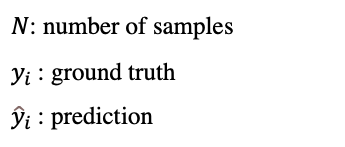 N: number of samples
yᵢ : ground truth
ŷᵢ : prediction